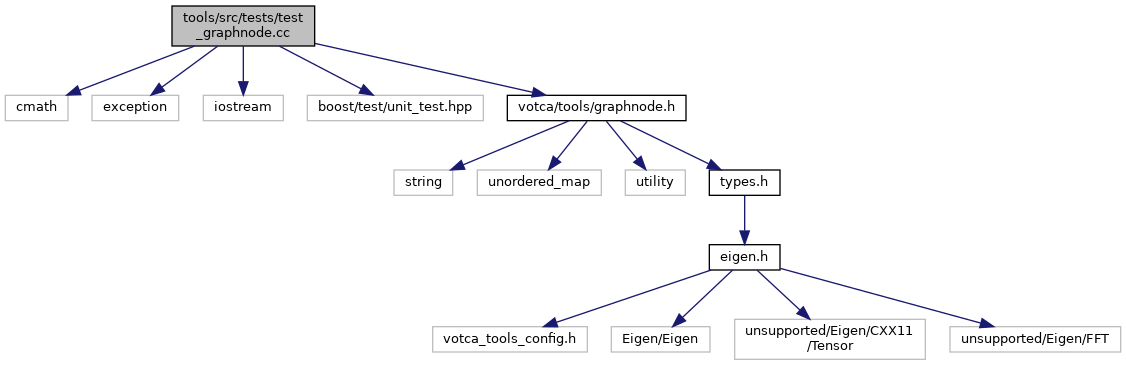 tools/src/tests/test
_graphnode.cc
cmath
exception
iostream
boost/test/unit_test.hpp
votca/tools/graphnode.h
string
unordered_map
utility
types.h
eigen.h
votca_tools_config.h
Eigen/Eigen
unsupported/Eigen/CXX11
/Tensor
unsupported/Eigen/FFT